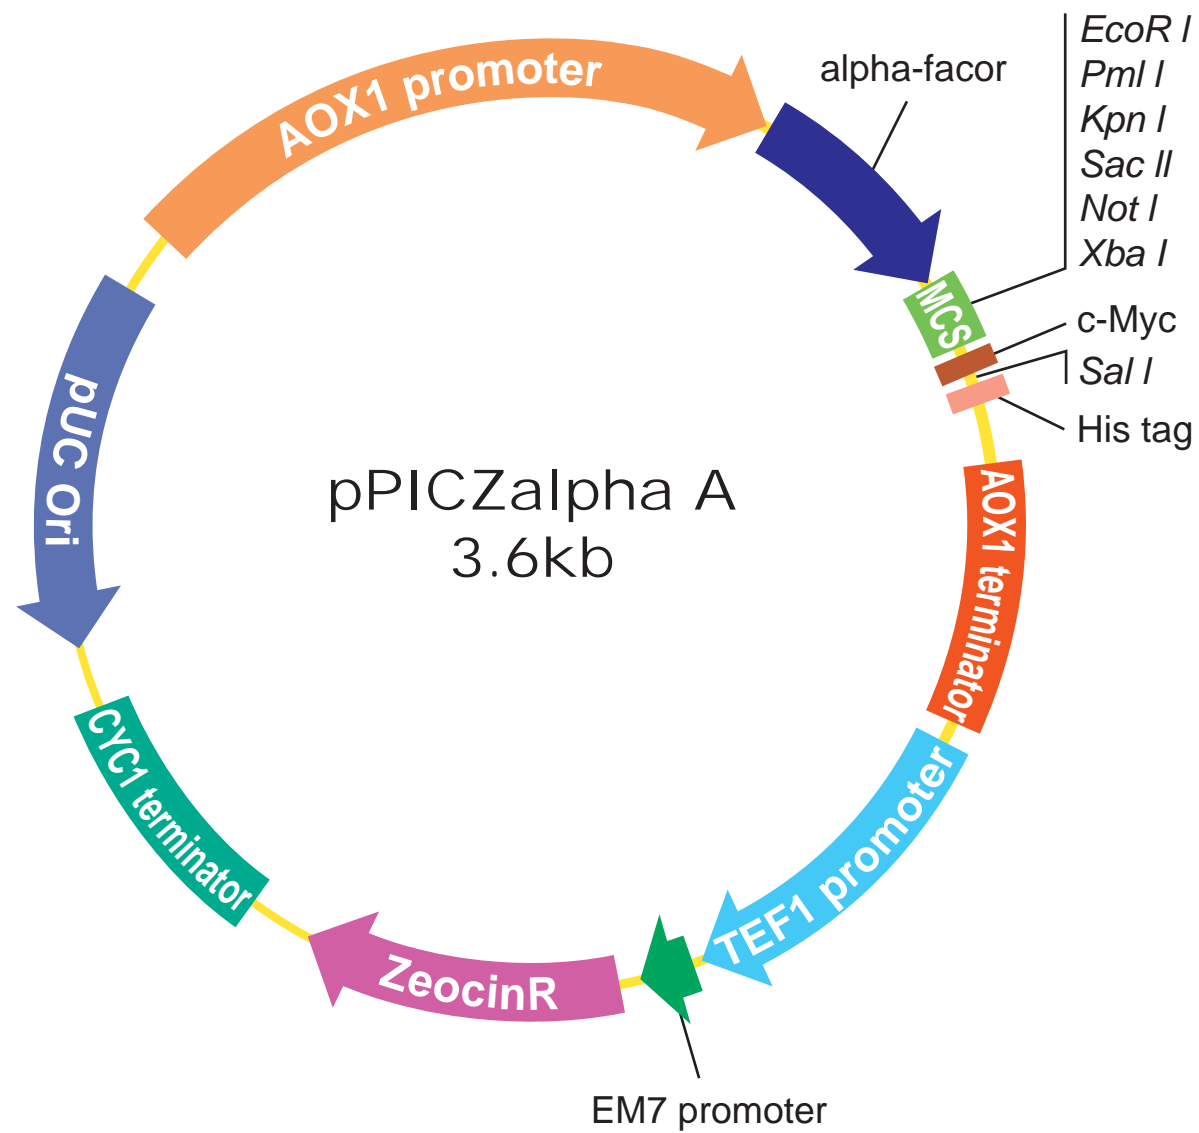 AOX1 promoter
alpha-facor
EcoR I
Pml I
Kpn I
Sac II
Not I
Xba I
MCS
c-Myc
Sal I
His tag
pUC Ori
pPICZalpha A
3.6kb
AOX1 terminator
CYC1 terminator
TEF1 promoter
ZeocinR
EM7 promoter